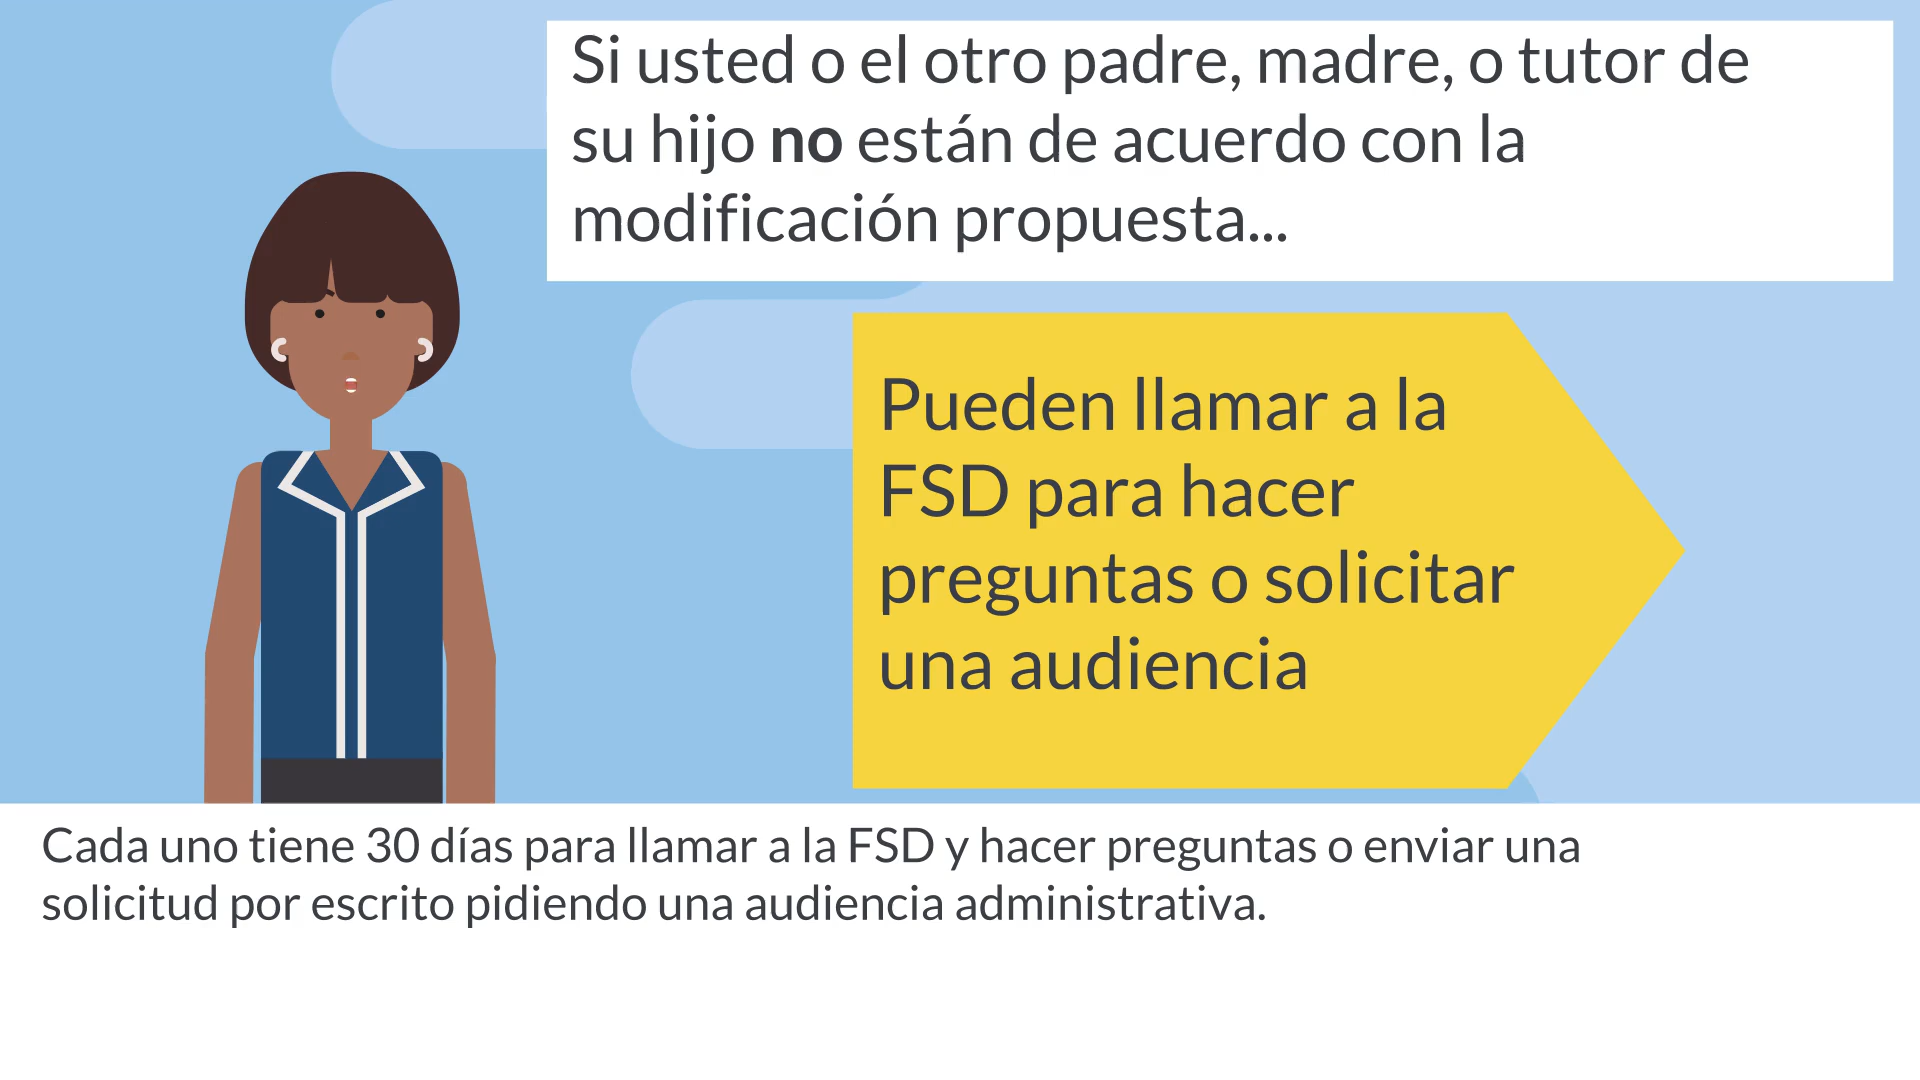 Si usted o el otro padre, madre, o tutor de
su hijo no están de acuerdo con la
modificación propuesta...
Pueden llamar a la
FSD para hacer
preguntas o solicitar
una audiencia
Cada uno tiene 30 días para llamar a la FSD y hacer preguntas o enviar una
solicitud por escrito pidiendo una audiencia administrativa.